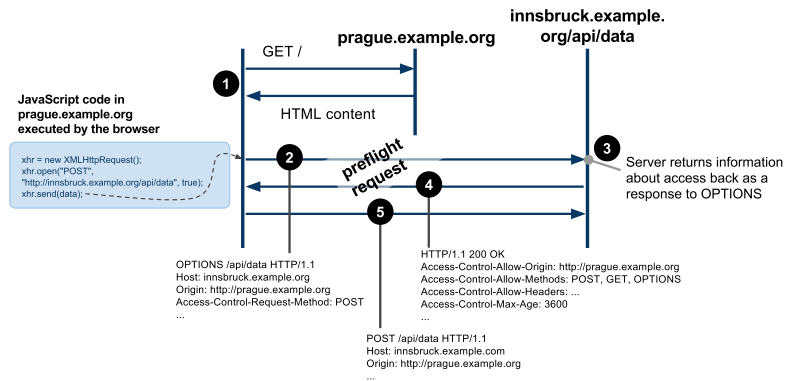 innsbruck.example.
org/api/data
prague.example.org
GET /
1
HTML content
JavaScript code in
prague.example.org
executed by the browser
xhr = new XMLHttpRequest();
xhr.open("POST",
"http://innsbruck.example.org/api/data", true);
xhr.send(data);
2
preflight
request
3
Server returns information
about access back as a
response to OPTIONS
4
5
OPTIONS /api/data HTTP/1.1
Host: innsbruck.example.org
Origin: http://prague.example.org
Access-Control-Request-Method: POST
...
HTTP/1.1 200 OK
Access-Control-Allow-Origin: http://prague.example.org
Access-Control-Allow-Methods: POST, GET, OPTIONS
Access-Control-Allow-Headers: ...
Access-Control-Max-Age: 3600
...
POST /api/data HTTP/1.1
Host: innsbruck.example.com
Origin: http://prague.example.org
...